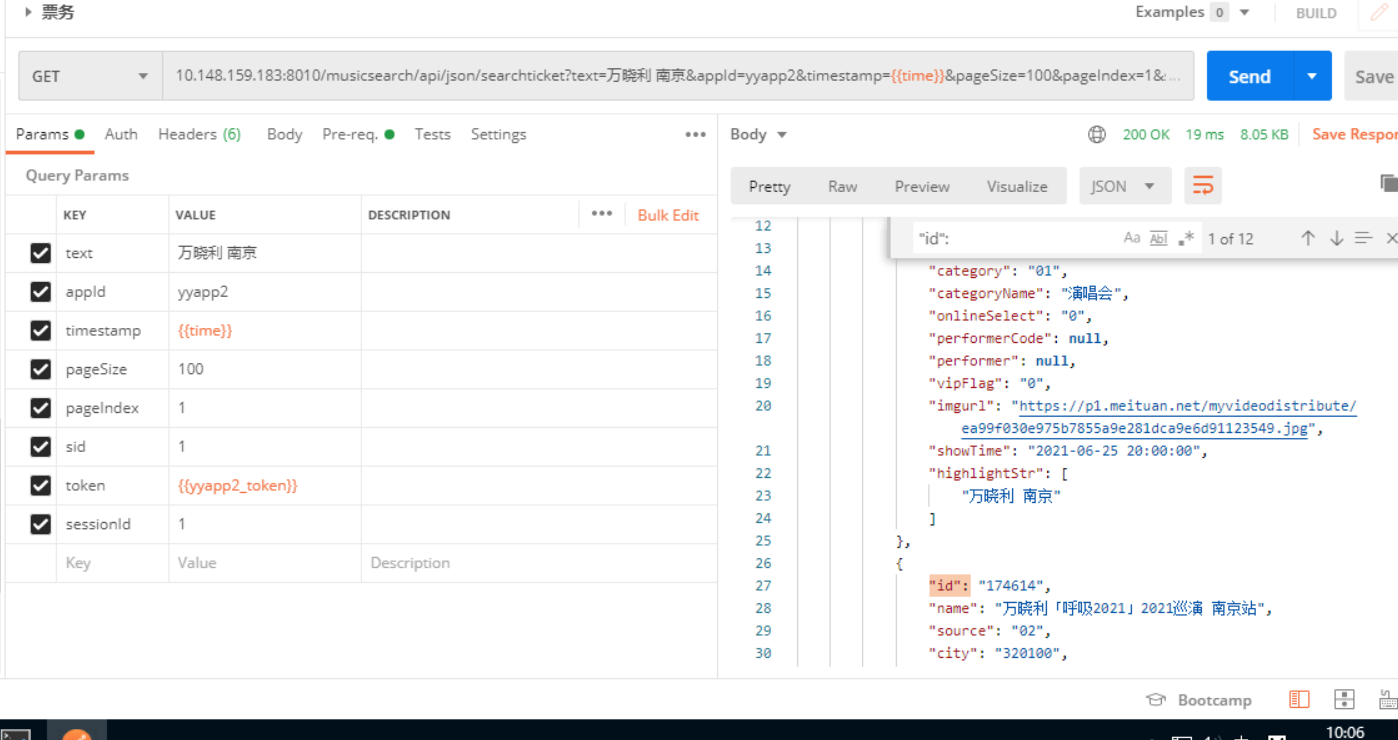 票务
Examples 0 BUILD
GET 10.148.159.183:8010/musicsearch/api/json/searchticket?text=万晓利 南京&appId=yyapp2&timestamp={{time}}&pageSize=100&pageIndex=1&s... Send Save
Params Auth Headers (6) Body Pre-req. Tests Settings ••• Body 200 OK 19 ms 8.05 KB Save Respon
Query Params
Pretty Raw Preview Visualize JSON
KEY VALUE DESCRIPTION ••• Bulk Edit
text 万晓利 南京
appId yyapp2
timestamp {{time}}
pageSize 100
pageIndex 1
sid 1
token {{yyapp2_token}}
sessionId 1
Key Value Description
"id": Aa Abl .* 1 of 12
12
13
14 "category": "01",
15 "categoryName": "演唱会",
16 "onlineSelect": "0",
17 "performerCode": null,
18 "performer": null,
19 "vipFlag": "0",
20 "imgurl": "https://p1.meituan.net/myvideodistribute/
ea99f030e975b7855a9e281dca9e6d91123549.jpg",
21 "showTime": "2021-06-25 20:00:00",
22 "highlightStr": [
23 "万晓利 南京"
24 ]
25 },
26 {
27 "id": "174614",
28 "name": "万晓利「呼吸2021」2021巡演 南京站",
29 "source": "02",
30 "city": "320100",
Bootcamp
10:06